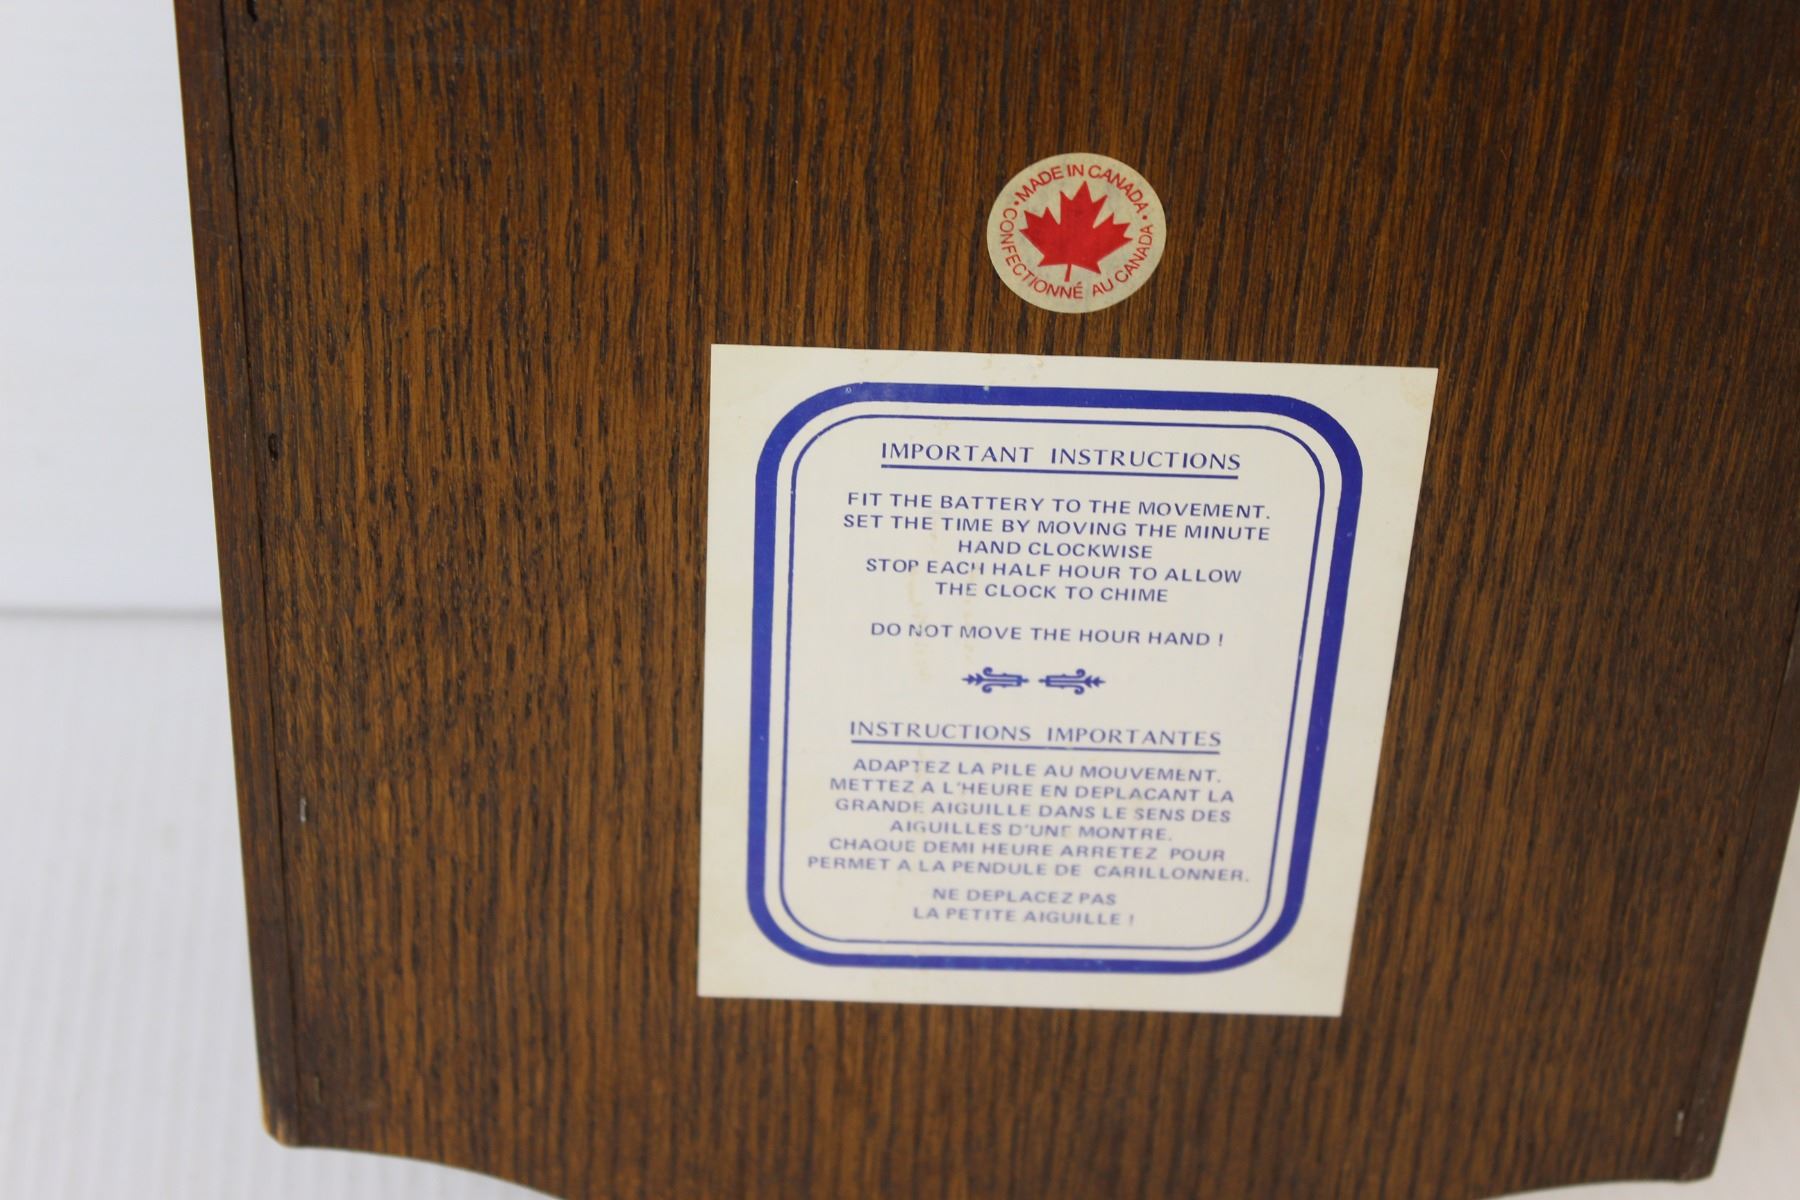 • MADE IN CANADA •
CONFECTIONNÉ AU CANADA
IMPORTANT INSTRUCTIONS
FIT THE BATTERY TO THE MOVEMENT.
SET THE TIME BY MOVING THE MINUTE
HAND CLOCKWISE
STOP EACH HALF HOUR TO ALLOW
THE CLOCK TO CHIME
DO NOT MOVE THE HOUR HAND !
INSTRUCTIONS IMPORTANTES
ADAPTEZ LA PILE AU MOUVEMENT.
METTEZ A L'HEURE EN DEPLACANT LA
GRANDE AIGUILLE DANS LE SENS DES
AIGUILLES D'UNE MONTRE.
CHAQUE DEMI HEURE ARRETEZ POUR
PERMET A LA PENDULE DE CARILLONNER.
NE DEPLACEZ PAS
LA PETITE AIGUILLE !